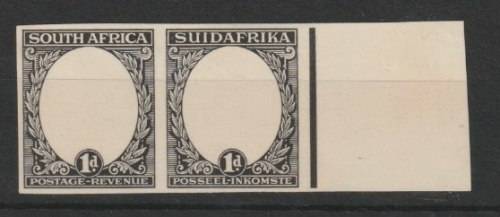 SOUTH AFRICA
1d
POSTAGE-REVENUE
SUIDAFRIKA
1d
POSSEEL-INKOMSTE